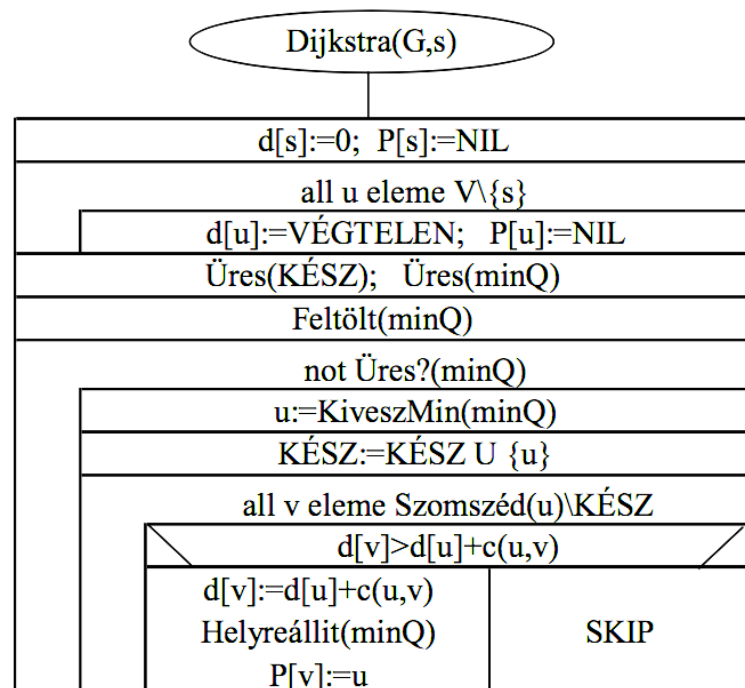 Dijkstra(G,s)
d[s]:=0; P[s]:=NIL
all u eleme V\{s}
d[u]:=VÉGTELEN; P[u]:=NIL
Üres(KÉSZ); Üres(minQ)
Feltölt(minQ)
not Üres?(minQ)
u:=KiveszMin(minQ)
KÉSZ:=KÉSZ U {u}
all v eleme Szomszéd(u)\KÉSZ
d[v]>d[u]+c(u,v)
d[v]:=d[u]+c(u,v)
Helyreállit(minQ) SKIP
P[v]:=u